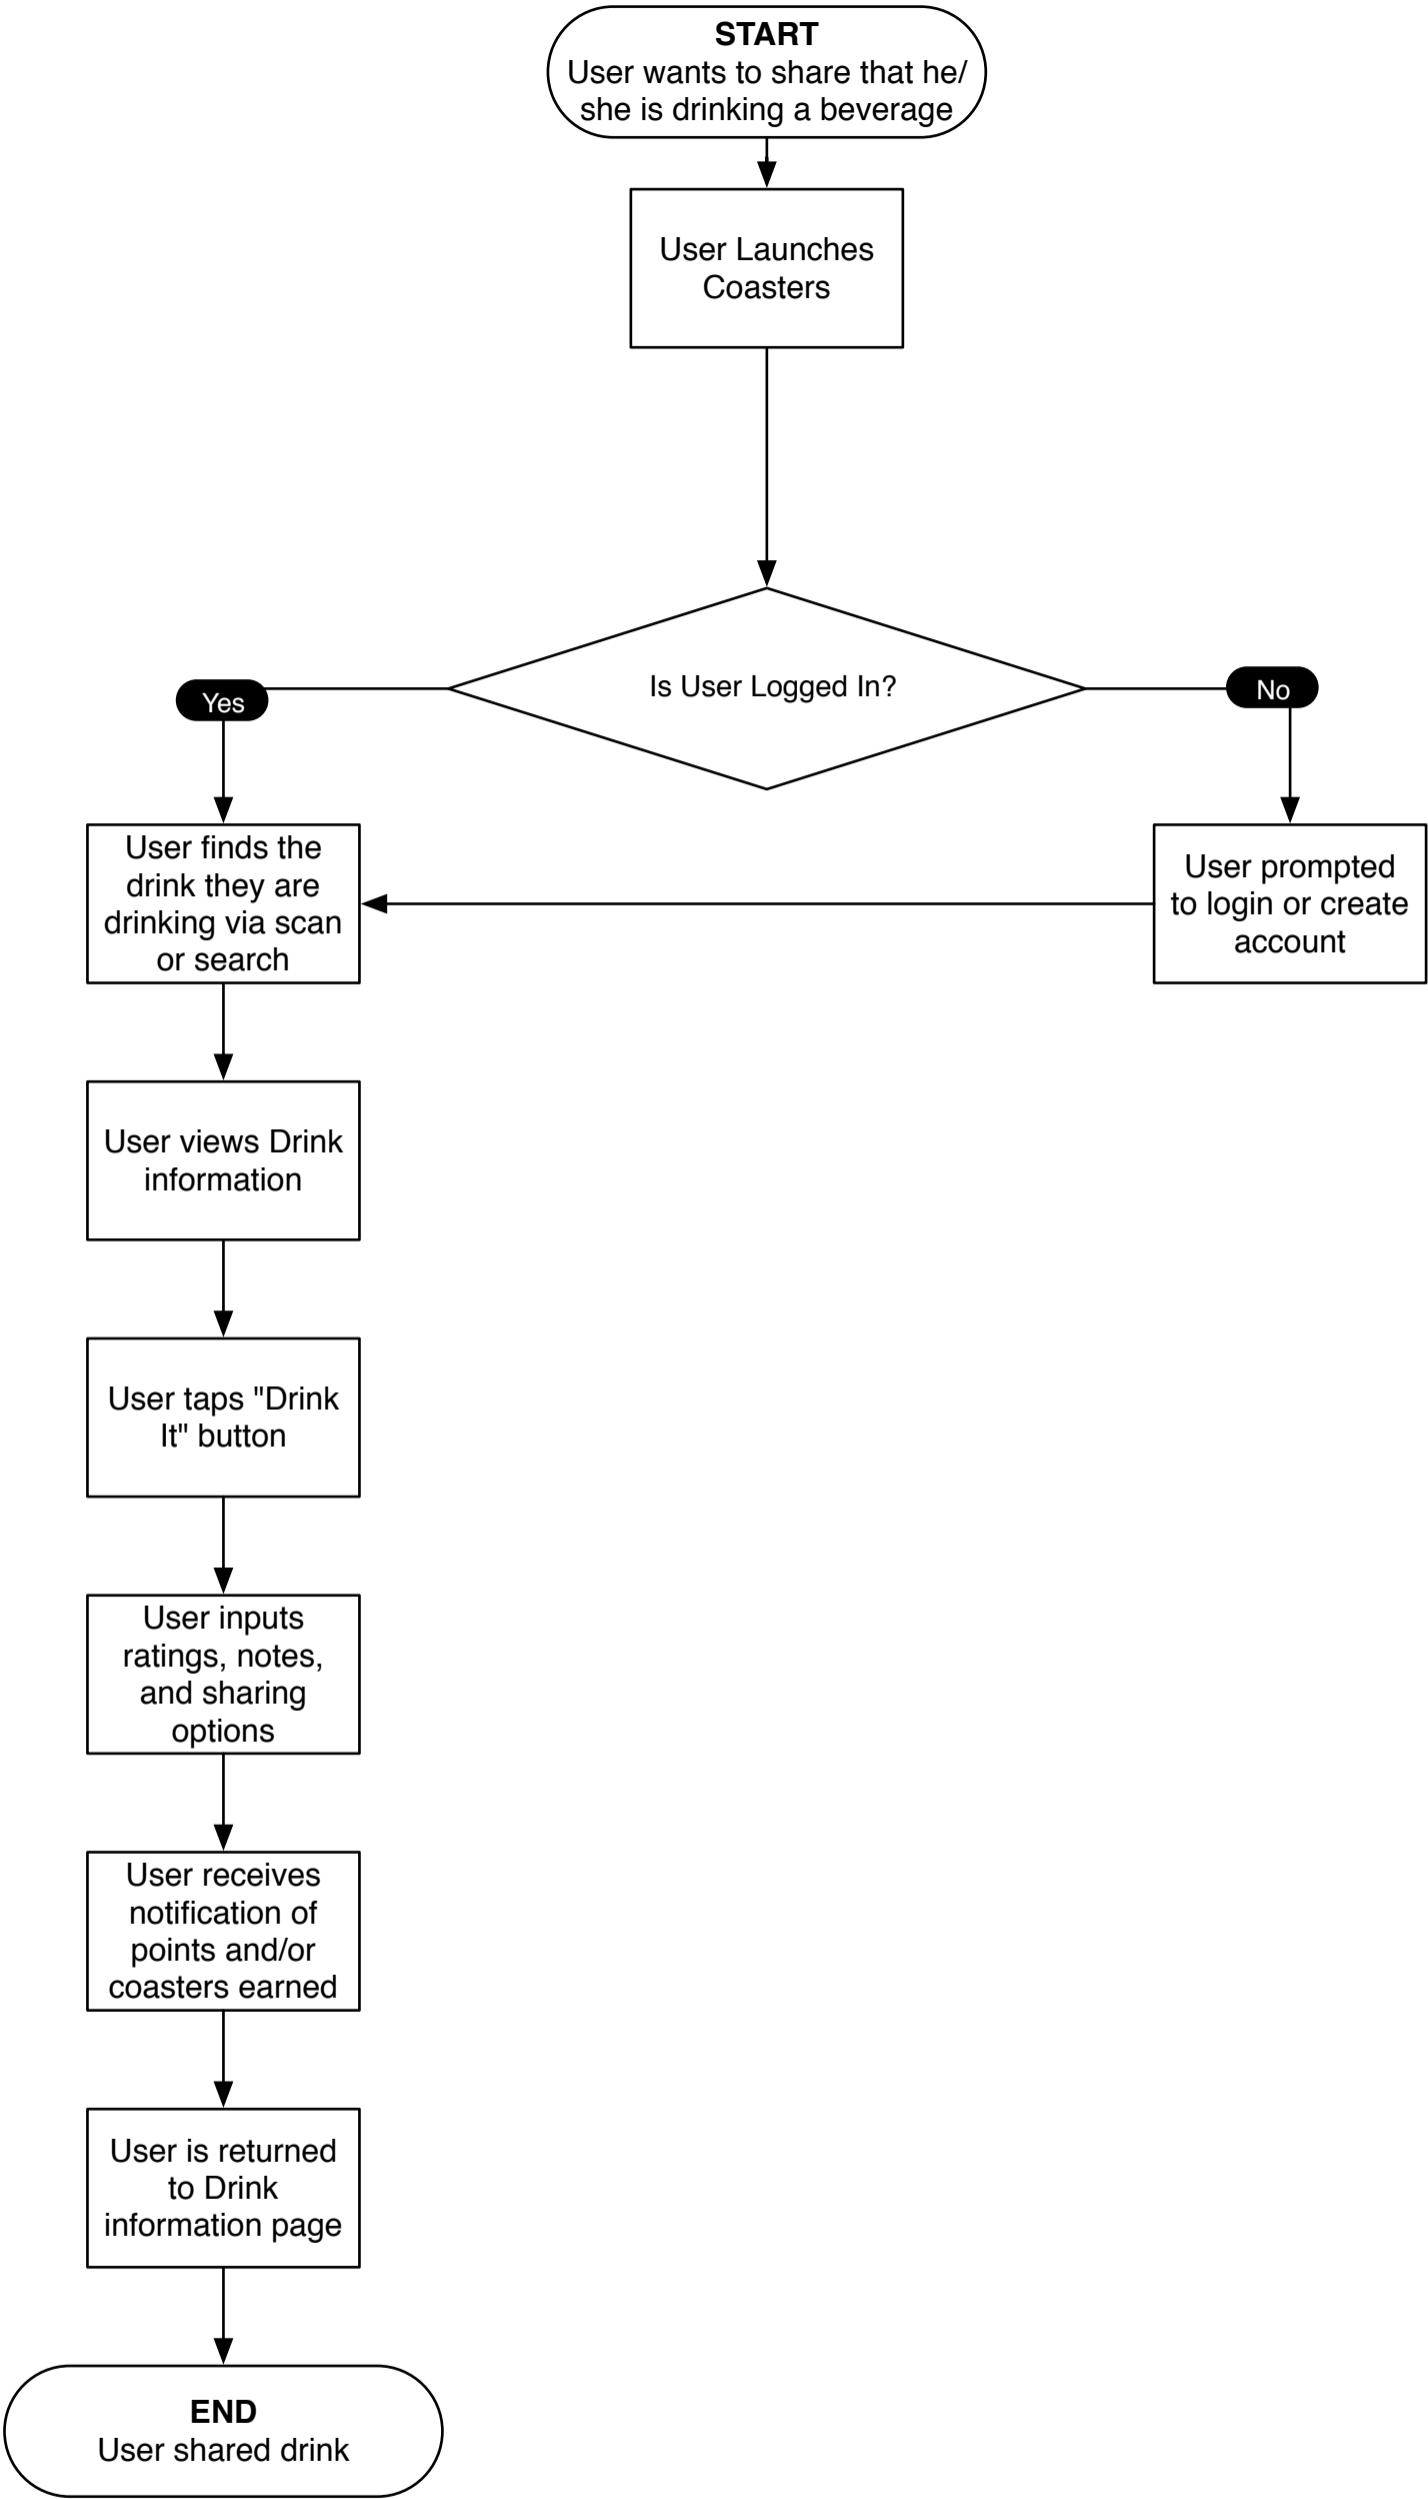 START
User wants to share that he/
she is drinking a beverage
User Launches
Coasters
Is User Logged In?
Yes
No
User finds the
drink they are
drinking via scan
or search
User prompted
to login or create
account
User views Drink
information
User taps "Drink
It" button
User inputs
ratings, notes,
and sharing
options
User receives
notification of
points and/or
coasters earned
User is returned
to Drink
information page
END
User shared drink